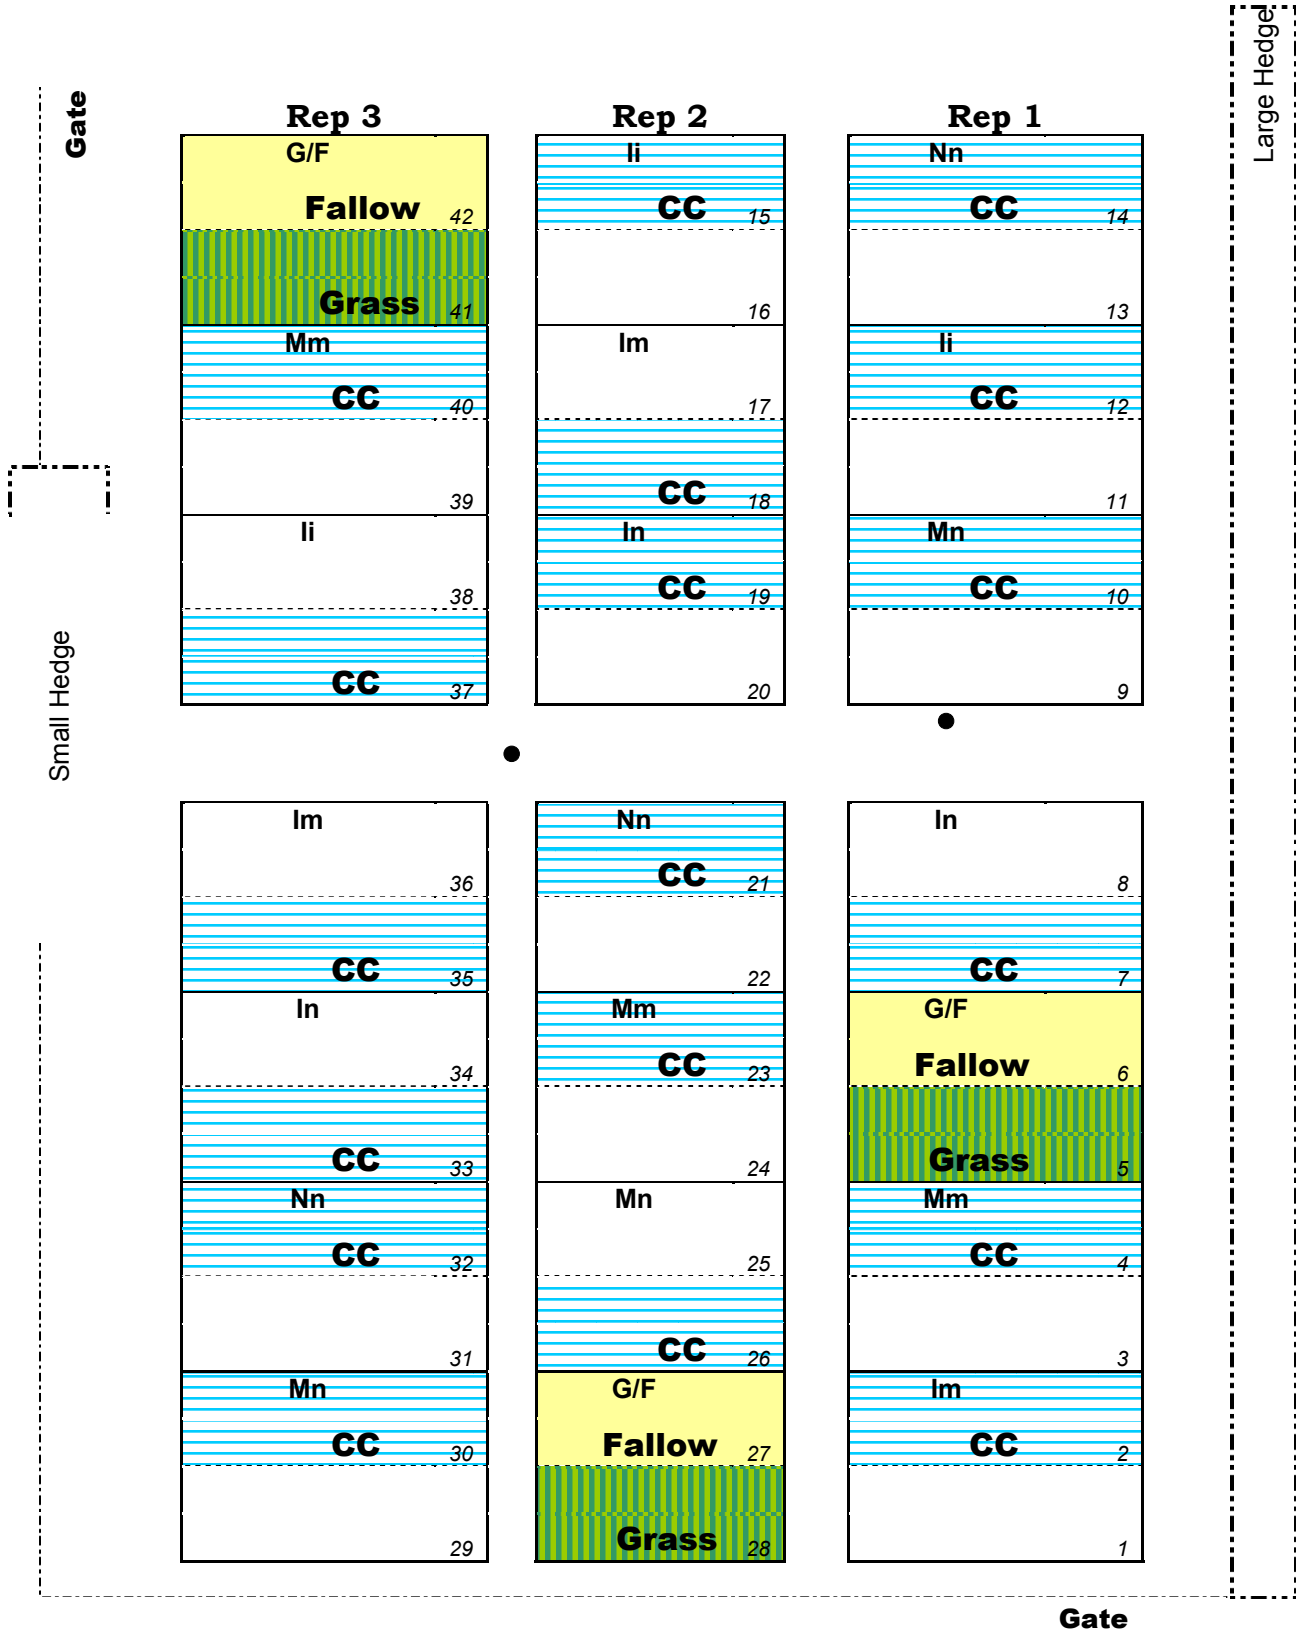 Large Hedge
Gate
Rep 3 Rep 2 Rep 1
G/F Ii Nn
Fallow 42 CC 15 CC 14
Grass 41 16 13
Mm Im Ii
CC 40 17 CC 12
39 CC 18 11
Ii In Mn
38 CC 19 CC 10
CC 37 20 9
Small Hedge
Im Nn In
36 CC 21 8
CC 35 22 CC 7
In Mm G/F
34 CC 23 Fallow 6
CC 33 24 Grass 5
Nn Mn Mm
CC 32 25 CC 4
31 CC 26 3
Mn G/F Im
CC 30 Fallow 27 CC 2
29 Grass 28 1
Gate